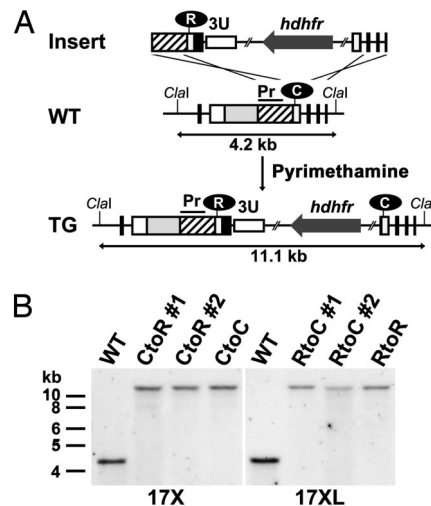 A
R 3U hdhfr
Insert
Pr C
ClaI ClaI
WT
4.2 kb
Pyrimethamine
ClaI Pr R 3U hdhfr C ClaI
TG
11.1 kb
B
WT CtoR #1 CtoR #2 CtoC WT RtoC #1 RtoC #2 RtoR
kb
10
8
6
5
4
17X 17XL